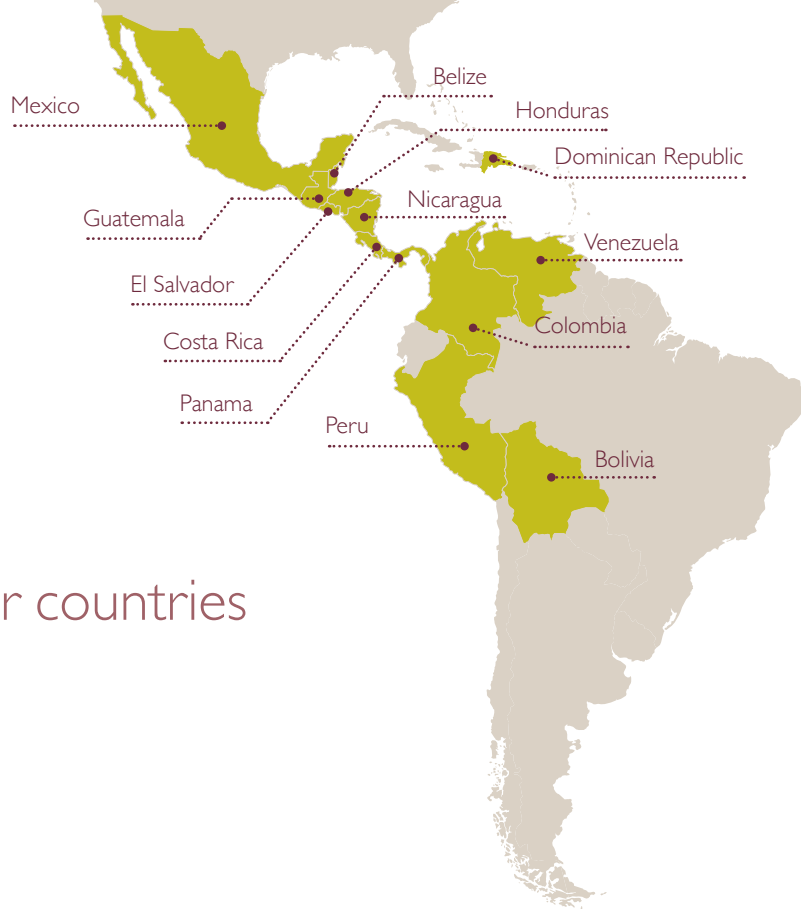 Belize
Mexico
Honduras
Dominican Republic
Nicaragua
Guatemala
Venezuela
El Salvador
Colombia
Costa Rica
Panama
Peru
Bolivia
r countries